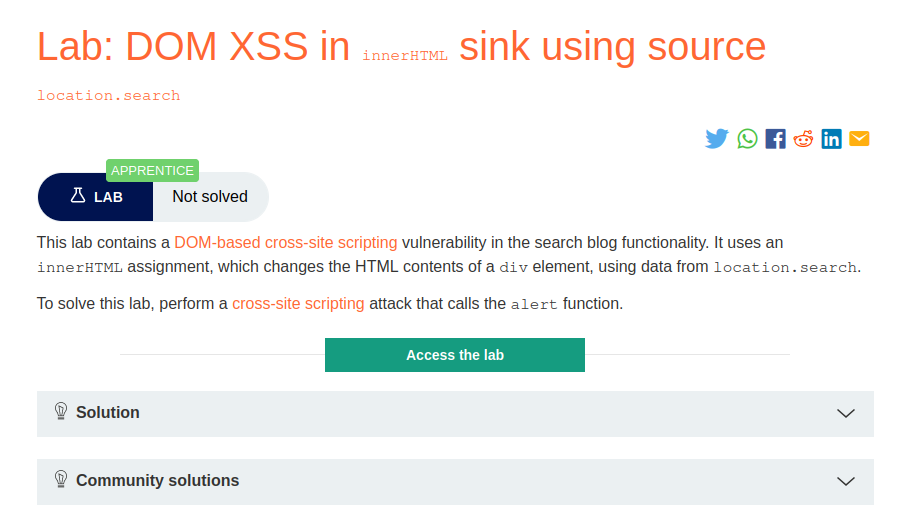 Lab: DOM XSS in innerHTML sink using source
location.search
APPRENTICE
LAB Not solved
This lab contains a DOM-based cross-site scripting vulnerability in the search blog functionality. It uses an
innerHTML assignment, which changes the HTML contents of a div element, using data from location.search.
To solve this lab, perform a cross-site scripting attack that calls the alert function.
Access the lab
Solution
Community solutions